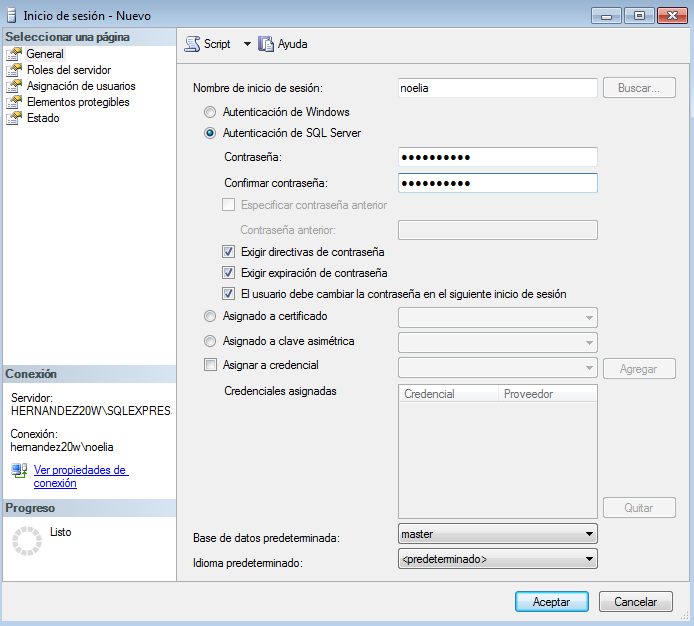 Inicio de sesión - Nuevo
Seleccionar una página
General
Roles del servidor
Asignación de usuarios
Elementos protegibles
Estado
Script
Ayuda
Nombre de inicio de sesión:
noelia
Buscar...
Autenticación de Windows
Autenticación de SQL Server
Contraseña:
●●●●●●●●●●
Confirmar contraseña:
●●●●●●●●●●
Especificar contraseña anterior
Contraseña anterior:
Exigir directivas de contraseña
Exigir expiración de contraseña
El usuario debe cambiar la contraseña en el siguiente inicio de sesión
Asignado a certificado
Asignado a clave asimétrica
Asignar a credencial
Agregar
Credenciales asignadas
Credencial
Proveedor
Quitar
Base de datos predeterminada:
master
Idioma predeterminado:
<predeterminado>
Conexión
Servidor:
HERNANDEZ20W\SQLEXPRES
Conexión:
hernandez20w\noelia
Ver propiedades de
conexión
Progreso
Listo
Aceptar
Cancelar